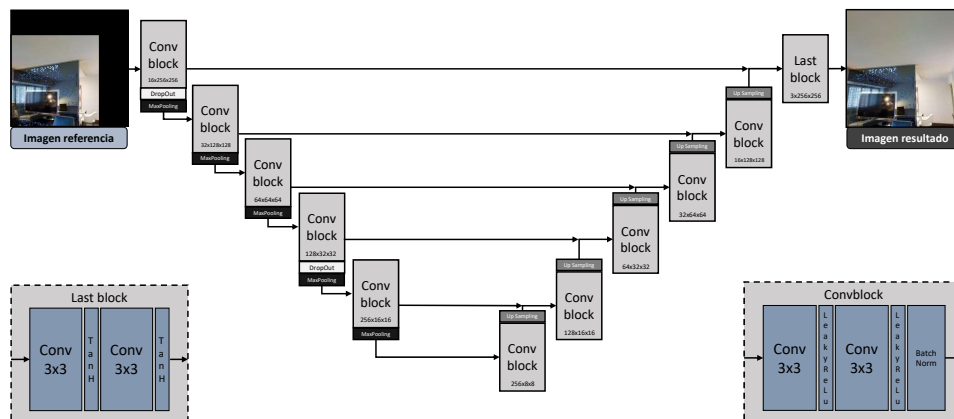 Imagen referencia
Conv
block
16x256x256
DropOut
MaxPooling
Conv
block
32x128x128
MaxPooling
Conv
block
64x64x64
MaxPooling
Conv
block
128x32x32
DropOut
MaxPooling
Conv
block
256x16x16
MaxPooling
Up Sampling
Conv
block
256x8x8
Up Sampling
Conv
block
128x16x16
Up Sampling
Conv
block
64x32x32
Up Sampling
Conv
block
32x64x64
Up Sampling
Conv
block
16x128x128
Last
block
3x256x256
Imagen resultado
Last block
Conv
3x3
TanH
Conv
3x3
TanH
Convblock
Conv
3x3
LeakyReLu
Conv
3x3
LeakyReLu
Batch
Norm